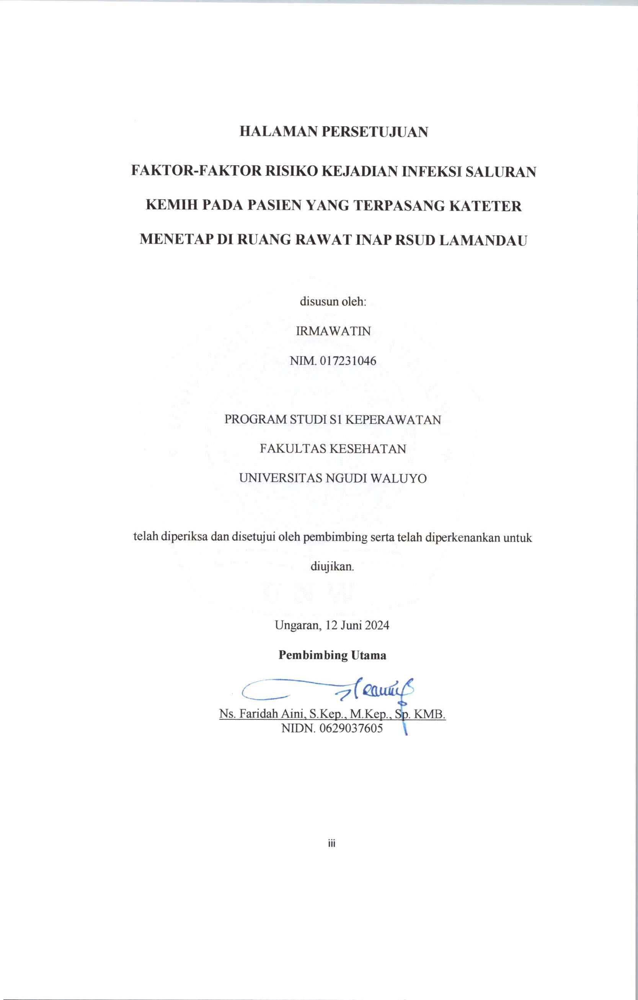 HALAMAN PERSETUJUAN
FAKTOR-FAKTOR RISIKO KEJADIAN INFEKSI SALURAN
KEMIH PADA PASIEN YANG TERPASANG KATETER
MENETAP DI RUANG RAWAT INAP RSUD LAMANDAU
disusun oleh:
IRMAWATIN
NIM. 017231046
PROGRAM STUDI S1 KEPERAWATAN
FAKULTAS KESEHATAN
UNIVERSITAS NGUDI WALUYO
telah diperiksa dan disetujui oleh pembimbing serta telah diperkenankan untuk
diujikan.
UNW
Ungaran, 12 Juni 2024
Pembimbing Utama
Ns. Faridah Aini, S.Kep., M.Kep., Sp. KMB.
NIDN. 0629037605
iii